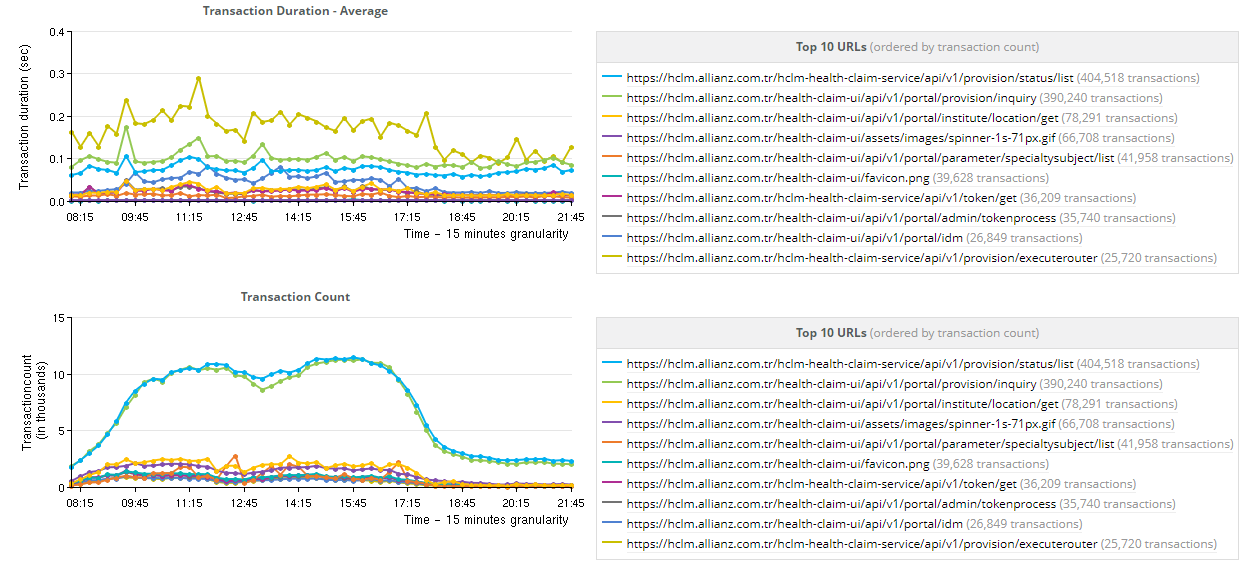 Transaction Duration - Average
Transaction duration (sec)
0.4
0.3
0.2
0.1
0.0
08:15 09:45 11:15 12:45 14:15 15:45 17:15 18:45 20:15 21:45
Time - 15 minutes granularity
Top 10 URLs (ordered by transaction count)
https://hclm.allianz.com.tr/hclm-health-claim-service/api/v1/provision/status/list (404,518 transactions)
https://hclm.allianz.com.tr/health-claim-ui/api/v1/portal/provision/inquiry (390,240 transactions)
https://hclm.allianz.com.tr/health-claim-ui/api/v1/portal/institute/location/get (78,291 transactions)
https://hclm.allianz.com.tr/health-claim-ui/assets/images/spinner-1s-71px.gif (66,708 transactions)
https://hclm.allianz.com.tr/health-claim-ui/api/v1/portal/parameter/specialtysubject/list (41,958 transactions)
https://hclm.allianz.com.tr/health-claim-ui/favicon.png (39,628 transactions)
https://hclm.allianz.com.tr/hclm-health-claim-service/api/v1/token/get (36,209 transactions)
https://hclm.allianz.com.tr/health-claim-ui/api/v1/portal/admin/tokenprocess (35,740 transactions)
https://hclm.allianz.com.tr/health-claim-ui/api/v1/portal/idm (26,849 transactions)
https://hclm.allianz.com.tr/hclm-health-claim-service/api/v1/provision/executerouter (25,720 transactions)
Transaction Count
Transactioncount
(in thousands)
15
10
5
0
08:15 09:45 11:15 12:45 14:15 15:45 17:15 18:45 20:15 21:45
Time - 15 minutes granularity
Top 10 URLs (ordered by transaction count)
https://hclm.allianz.com.tr/hclm-health-claim-service/api/v1/provision/status/list (404,518 transactions)
https://hclm.allianz.com.tr/health-claim-ui/api/v1/portal/provision/inquiry (390,240 transactions)
https://hclm.allianz.com.tr/health-claim-ui/api/v1/portal/institute/location/get (78,291 transactions)
https://hclm.allianz.com.tr/health-claim-ui/assets/images/spinner-1s-71px.gif (66,708 transactions)
https://hclm.allianz.com.tr/health-claim-ui/api/v1/portal/parameter/specialtysubject/list (41,958 transactions)
https://hclm.allianz.com.tr/health-claim-ui/favicon.png (39,628 transactions)
https://hclm.allianz.com.tr/hclm-health-claim-service/api/v1/token/get (36,209 transactions)
https://hclm.allianz.com.tr/health-claim-ui/api/v1/portal/admin/tokenprocess (35,740 transactions)
https://hclm.allianz.com.tr/health-claim-ui/api/v1/portal/idm (26,849 transactions)
https://hclm.allianz.com.tr/hclm-health-claim-service/api/v1/provision/executerouter (25,720 transactions)